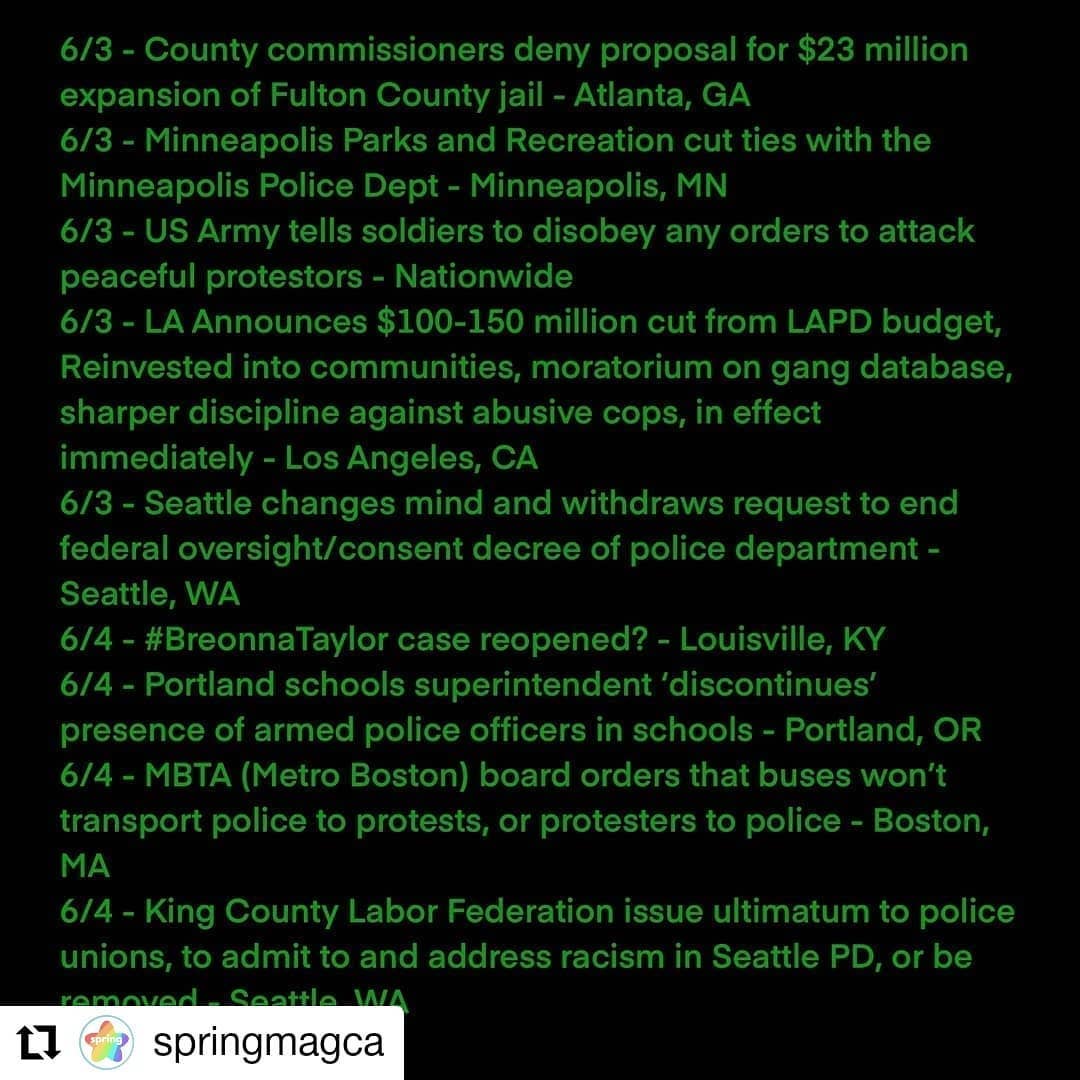 6/3 - County commissioners deny proposal for $23 million
expansion of Fulton County jail - Atlanta, GA
6/3 - Minneapolis Parks and Recreation cut ties with the
Minneapolis Police Dept - Minneapolis, MN
6/3 - US Army tells soldiers to disobey any orders to attack
peaceful protestors - Nationwide
6/3 - LA Announces $100-150 million cut from LAPD budget,
Reinvested into communities, moratorium on gang database,
sharper discipline against abusive cops, in effect
immediately - Los Angeles, CA
6/3 - Seattle changes mind and withdraws request to end
federal oversight/consent decree of police department -
Seattle, WA
6/4 - #BreonnaTaylor case reopened? - Louisville, KY
6/4 - Portland schools superintendent ‘discontinues’
presence of armed police officers in schools - Portland, OR
6/4 - MBTA (Metro Boston) board orders that buses won’t
transport police to protests, or protesters to police - Boston,
MA
6/4 - King County Labor Federation issue ultimatum to police
unions, to admit to and address racism in Seattle PD, or be
removed - Seattle, WA
spring
springmagca